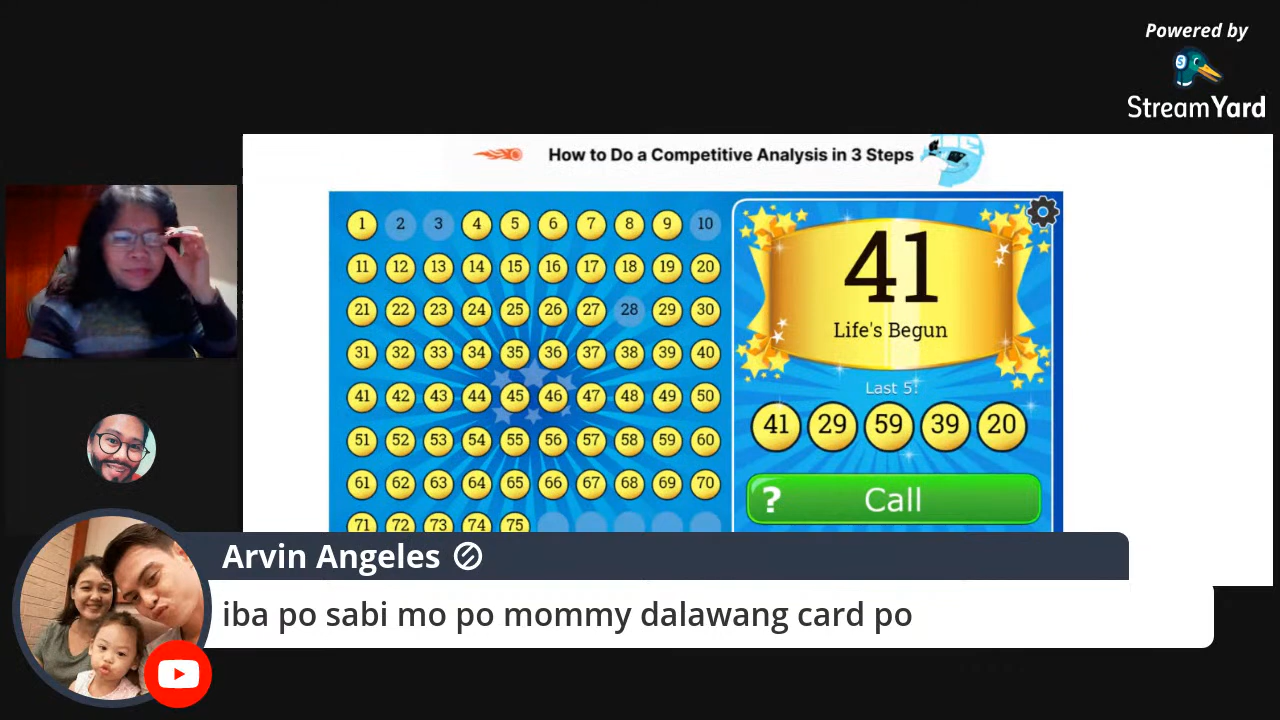 Powered by
StreamYard
How to Do a Competitive Analysis in 3 Steps
1 2 3 4 5 6 7 8 9 10
11 12 13 14 15 16 17 18 19 20
21 22 23 24 25 26 27 28 29 30
31 32 33 34 35 36 37 38 39 40
41 42 43 44 45 46 47 48 49 50
51 52 53 54 55 56 57 58 59 60
61 62 63 64 65 66 67 68 69 70
71 72 73 74 75
41
Life's Begun
Last 5!
41 29 59 39 20
? Call
Arvin Angeles
iba po sabi mo po mommy dalawang card po